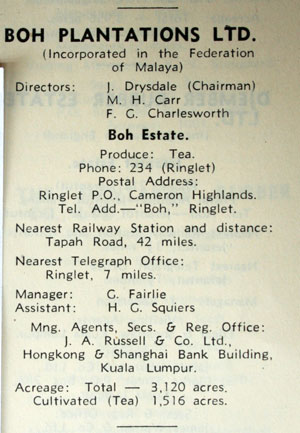 BOH PLANTATIONS LTD.
(Incorporated in the Federation
of Malaya)
Directors: J. Drysdale (Chairman)
M. H. Carr
F. G. Charlesworth
Boh Estate.
Produce: Tea.
Phone: 234 (Ringlet)
Postal Address:
Ringlet P.O., Cameron Highlands.
Tel. Add.—"Boh," Ringlet.
Nearest Railway Station and distance:
Tapah Road, 42 miles.
Nearest Telegraph Office:
Ringlet, 7 miles.
Manager: G. Fairlie
Assistant: H. G. Squiers
Mng. Agents, Secs. & Reg. Office:
J. A. Russell & Co. Ltd.,
Hongkong & Shanghai Bank Building,
Kuala Lumpur.
Acreage: Total — 3,120 acres.
Cultivated (Tea) 1,516 acres.